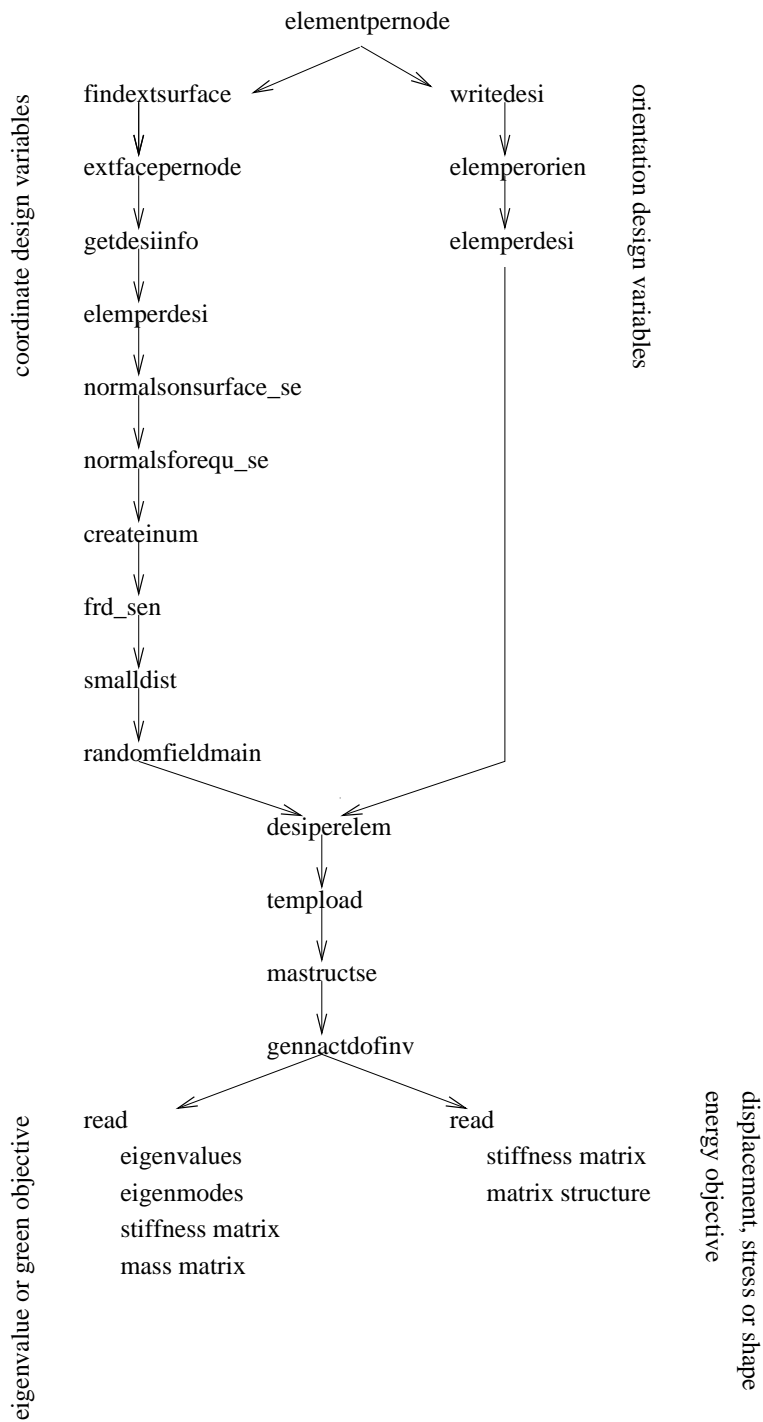 elementpernode
findextsurface
writedesi
coordinate design variables
orientation design variables
extfacepernode
elemperorien
getdesiinfo
elemperdesi
elemperdesi
normalsonsurface_se
normalsforequ_se
createinum
frd_sen
smalldist
randomfieldmain
desiperelem
tempload
mastructse
gennactdofinv
eigenvalue or green objective
read
eigenvalues
eigenmodes
stiffness matrix
mass matrix
read
stiffness matrix
matrix structure
displacement, stress or shape
energy objective